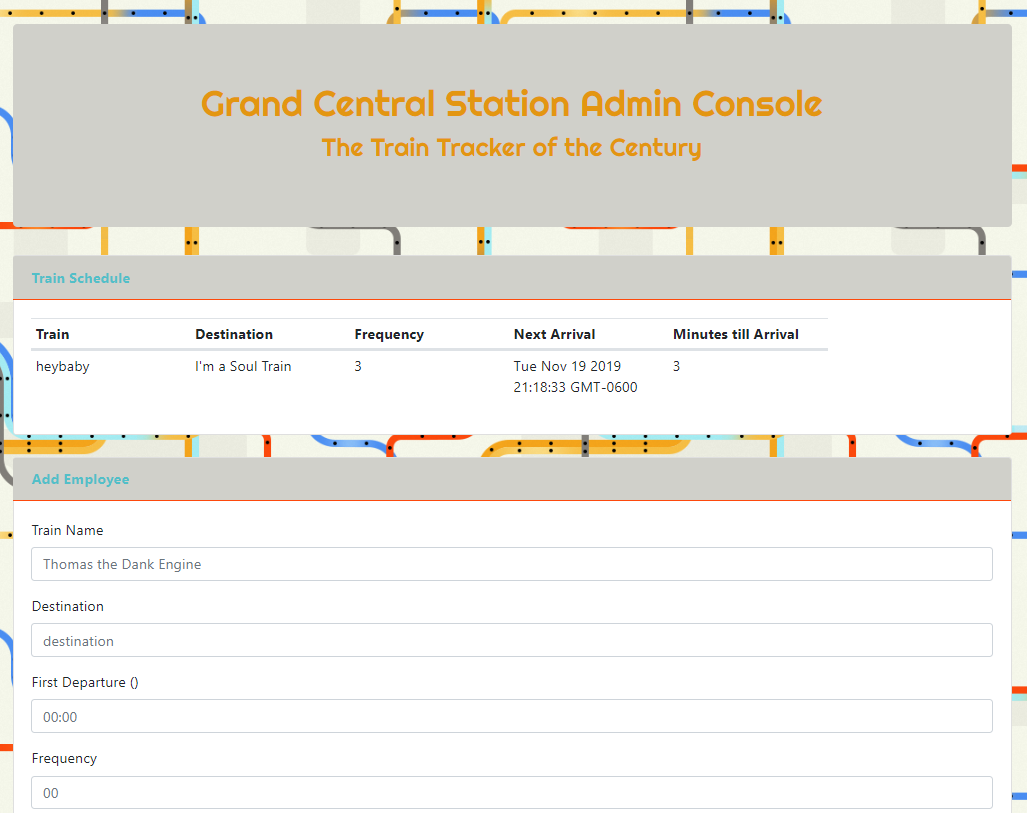 Grand Central Station Admin Console
The Train Tracker of the Century
Train Schedule
Train Destination Frequency Next Arrival Minutes till Arrival
heybaby I'm a Soul Train 3 Tue Nov 19 2019 3
21:18:33 GMT-0600
Add Employee
Train Name
Thomas the Dank Engine
Destination
destination
First Departure ()
00:00
Frequency
00